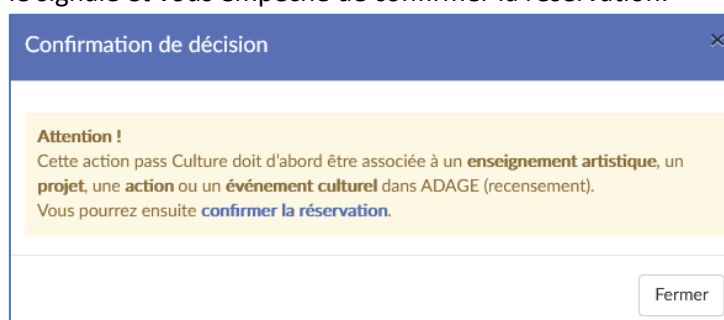 le signale et vous empêche de confirmer la réservation.
Confirmation de décision ×
Attention !
Cette action pass Culture doit d'abord être associée à un enseignement artistique, un
projet, une action ou un événement culturel dans ADAGE (recensement).
Vous pourrez ensuite confirmer la réservation.
Fermer